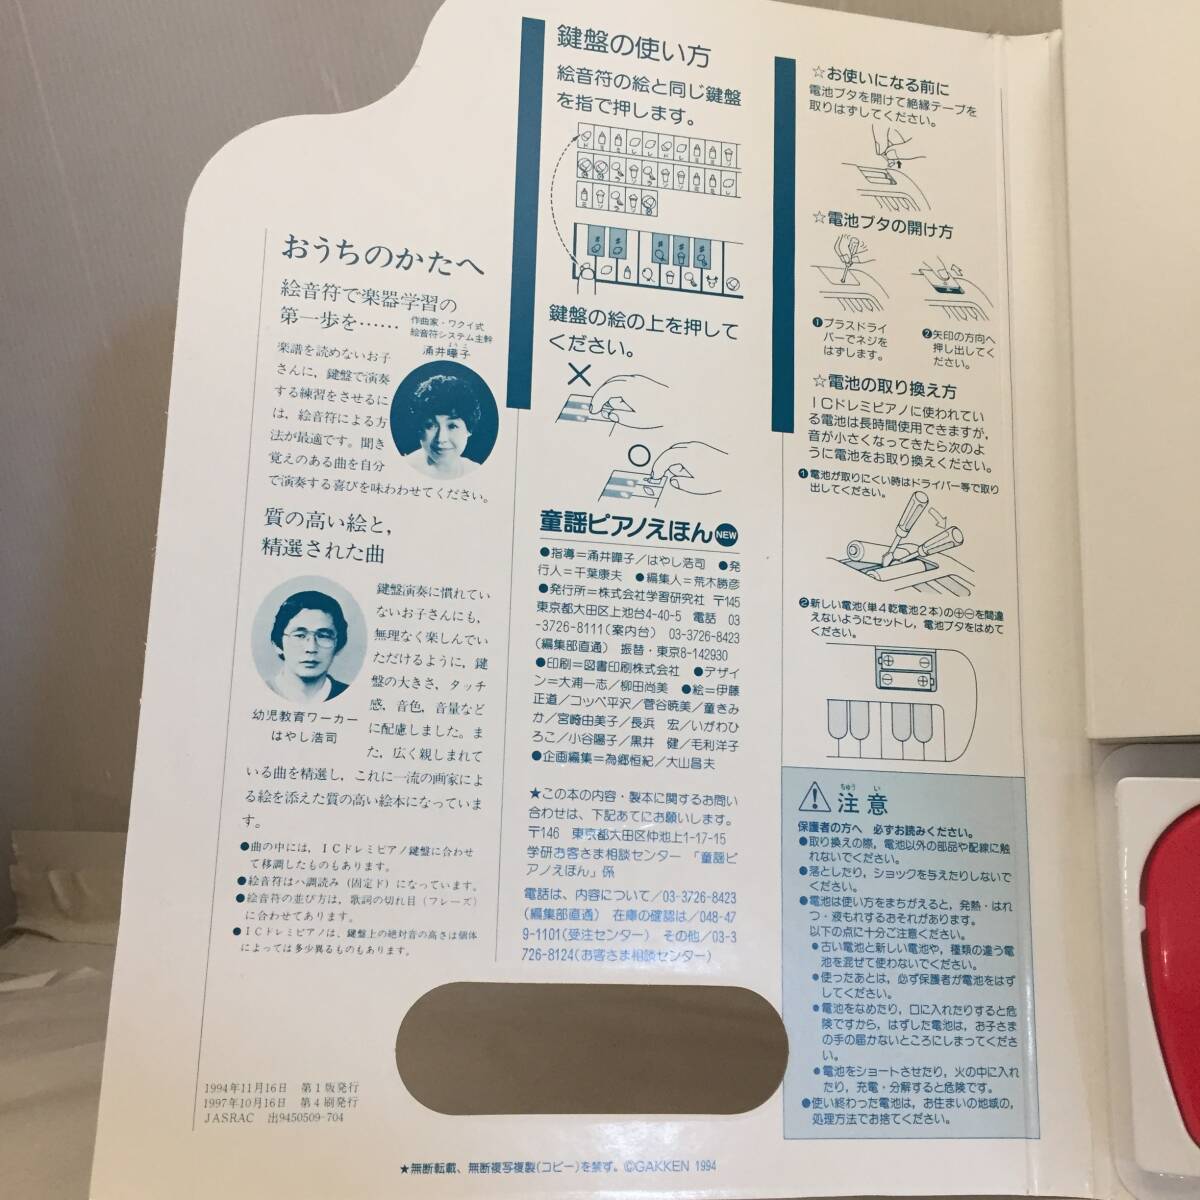 おうちのかたへ
絵音符で楽器学習の
第一歩を……
作曲家・ワクイ式
絵音符システム主幹
涌井曄子
楽譜を読めないお子
さんに，鍵盤で演奏
する練習をさせるに
は，絵音符による方
法が最適です。聞き
覚えのある曲を自分
で演奏する喜びを味わわせてください。
質の高い絵と，
精選された曲
鍵盤演奏に慣れてい
ないお子さんにも，
無理なく楽しんでい
ただけるように，鍵
盤の大きさ，タッチ
感，音色，音量など
に配慮しました。ま
た，広く親しまれて
いる曲を精選し，これに一流の画家によ
る絵を添えた質の高い絵本になっていま
す。
幼児教育ワーカー
はやし浩司
●曲の中には，ＩＣドレミピアノ鍵盤に合わせ
て移調したものもあります。
●絵音符はハ調読み（固定ド）になっています。
●絵音符の並び方は，歌詞の切れ目（フレーズ）
に合わせてあります。
●ＩＣドレミピアノは，鍵盤上の絶対音の高さは個体
によっては多少異るものもあります。
1994年11月16日　第１版発行
1997年10月16日　第４刷発行
JASRAC　出9450509-704
鍵盤の使い方
絵音符の絵と同じ鍵盤
を指で押します。
鍵盤の絵の上を押して
ください。
童謡ピアノえほん NEW
●指導＝涌井曄子／はやし浩司　●発
行人＝千葉康夫　●編集人＝荒木勝彦
●発行所＝株式会社学習研究社　〒145
東京都大田区上池台4-40-5　電話　03
-3726-8111(案内台)　03-3726-8423
(編集部直通)　振替・東京8-142930
●印刷＝図書印刷株式会社　●デザイ
ン＝大浦一志／柳田尚美　●絵＝伊藤
正道／コッペ平沢／菅谷暁美／童きみ
か／宮崎由美子／長浜　宏／いがわひ
ろこ／小谷陽子／黒井　健／毛利洋子
●企画編集＝為郷恒紀／大山昌夫
★この本の内容・製本に関するお問い
合わせは、下記あてにお願いします。
〒146　東京都大田区仲池上1-17-15
学研お客さま相談センター「童謡ピ
アノえほん」係
電話は、内容について／03-3726-8423
(編集部直通)　在庫の確認は／048-47
9-1101(受注センター)　その他／03-3
726-8124(お客さま相談センター)
☆お使いになる前に
電池ブタを開けて絶縁テープを
取りはずしてください。
☆電池ブタの開け方
❶プラスドライ
バーでネジを
はずします。
❷矢印の方向へ
押し出してく
ださい。
☆電池の取り換え方
ＩＣドレミピアノに使われてい
る電池は長時間使用できますが，
音が小さくなってきたら次のよ
うに電池をお取り換えください。
❶電池が取りにくい時はドライバー等で取り
出してください。
❷新しい電池(単４乾電池２本)の⊕⊖を間違
えないようにセットし，電池ブタをはめて
ください。
ちゅう　い
注意
保護者の方へ　必ずお読みください。
●取り換えの際，電池以外の部品や配線に触
れないでください。
●落としたり，ショックを与えたりしないで
ください。
●電池は使い方をまちがえると，発熱・はれ
つ・液もれするおそれがあります。
以下の点に十分ご注意ください。
●古い電池と新しい電池や，種類の違う電
池を混ぜて使わないでください。
●使ったあとは，必ず保護者が電池をはず
してください。
●電池をなめたり，口に入れたりすると危
険ですから，はずした電池は，お子さま
の手の届かないところにしまってくださ
い。
●電池をショートさせたり，火の中に入れ
たり，充電・分解すると危険です。
●使い終わった電池は，お住まいの地域の，
処理方法でお捨てください。
★無断転載、無断複写複製(コピー)を禁ず。©GAKKEN 1994